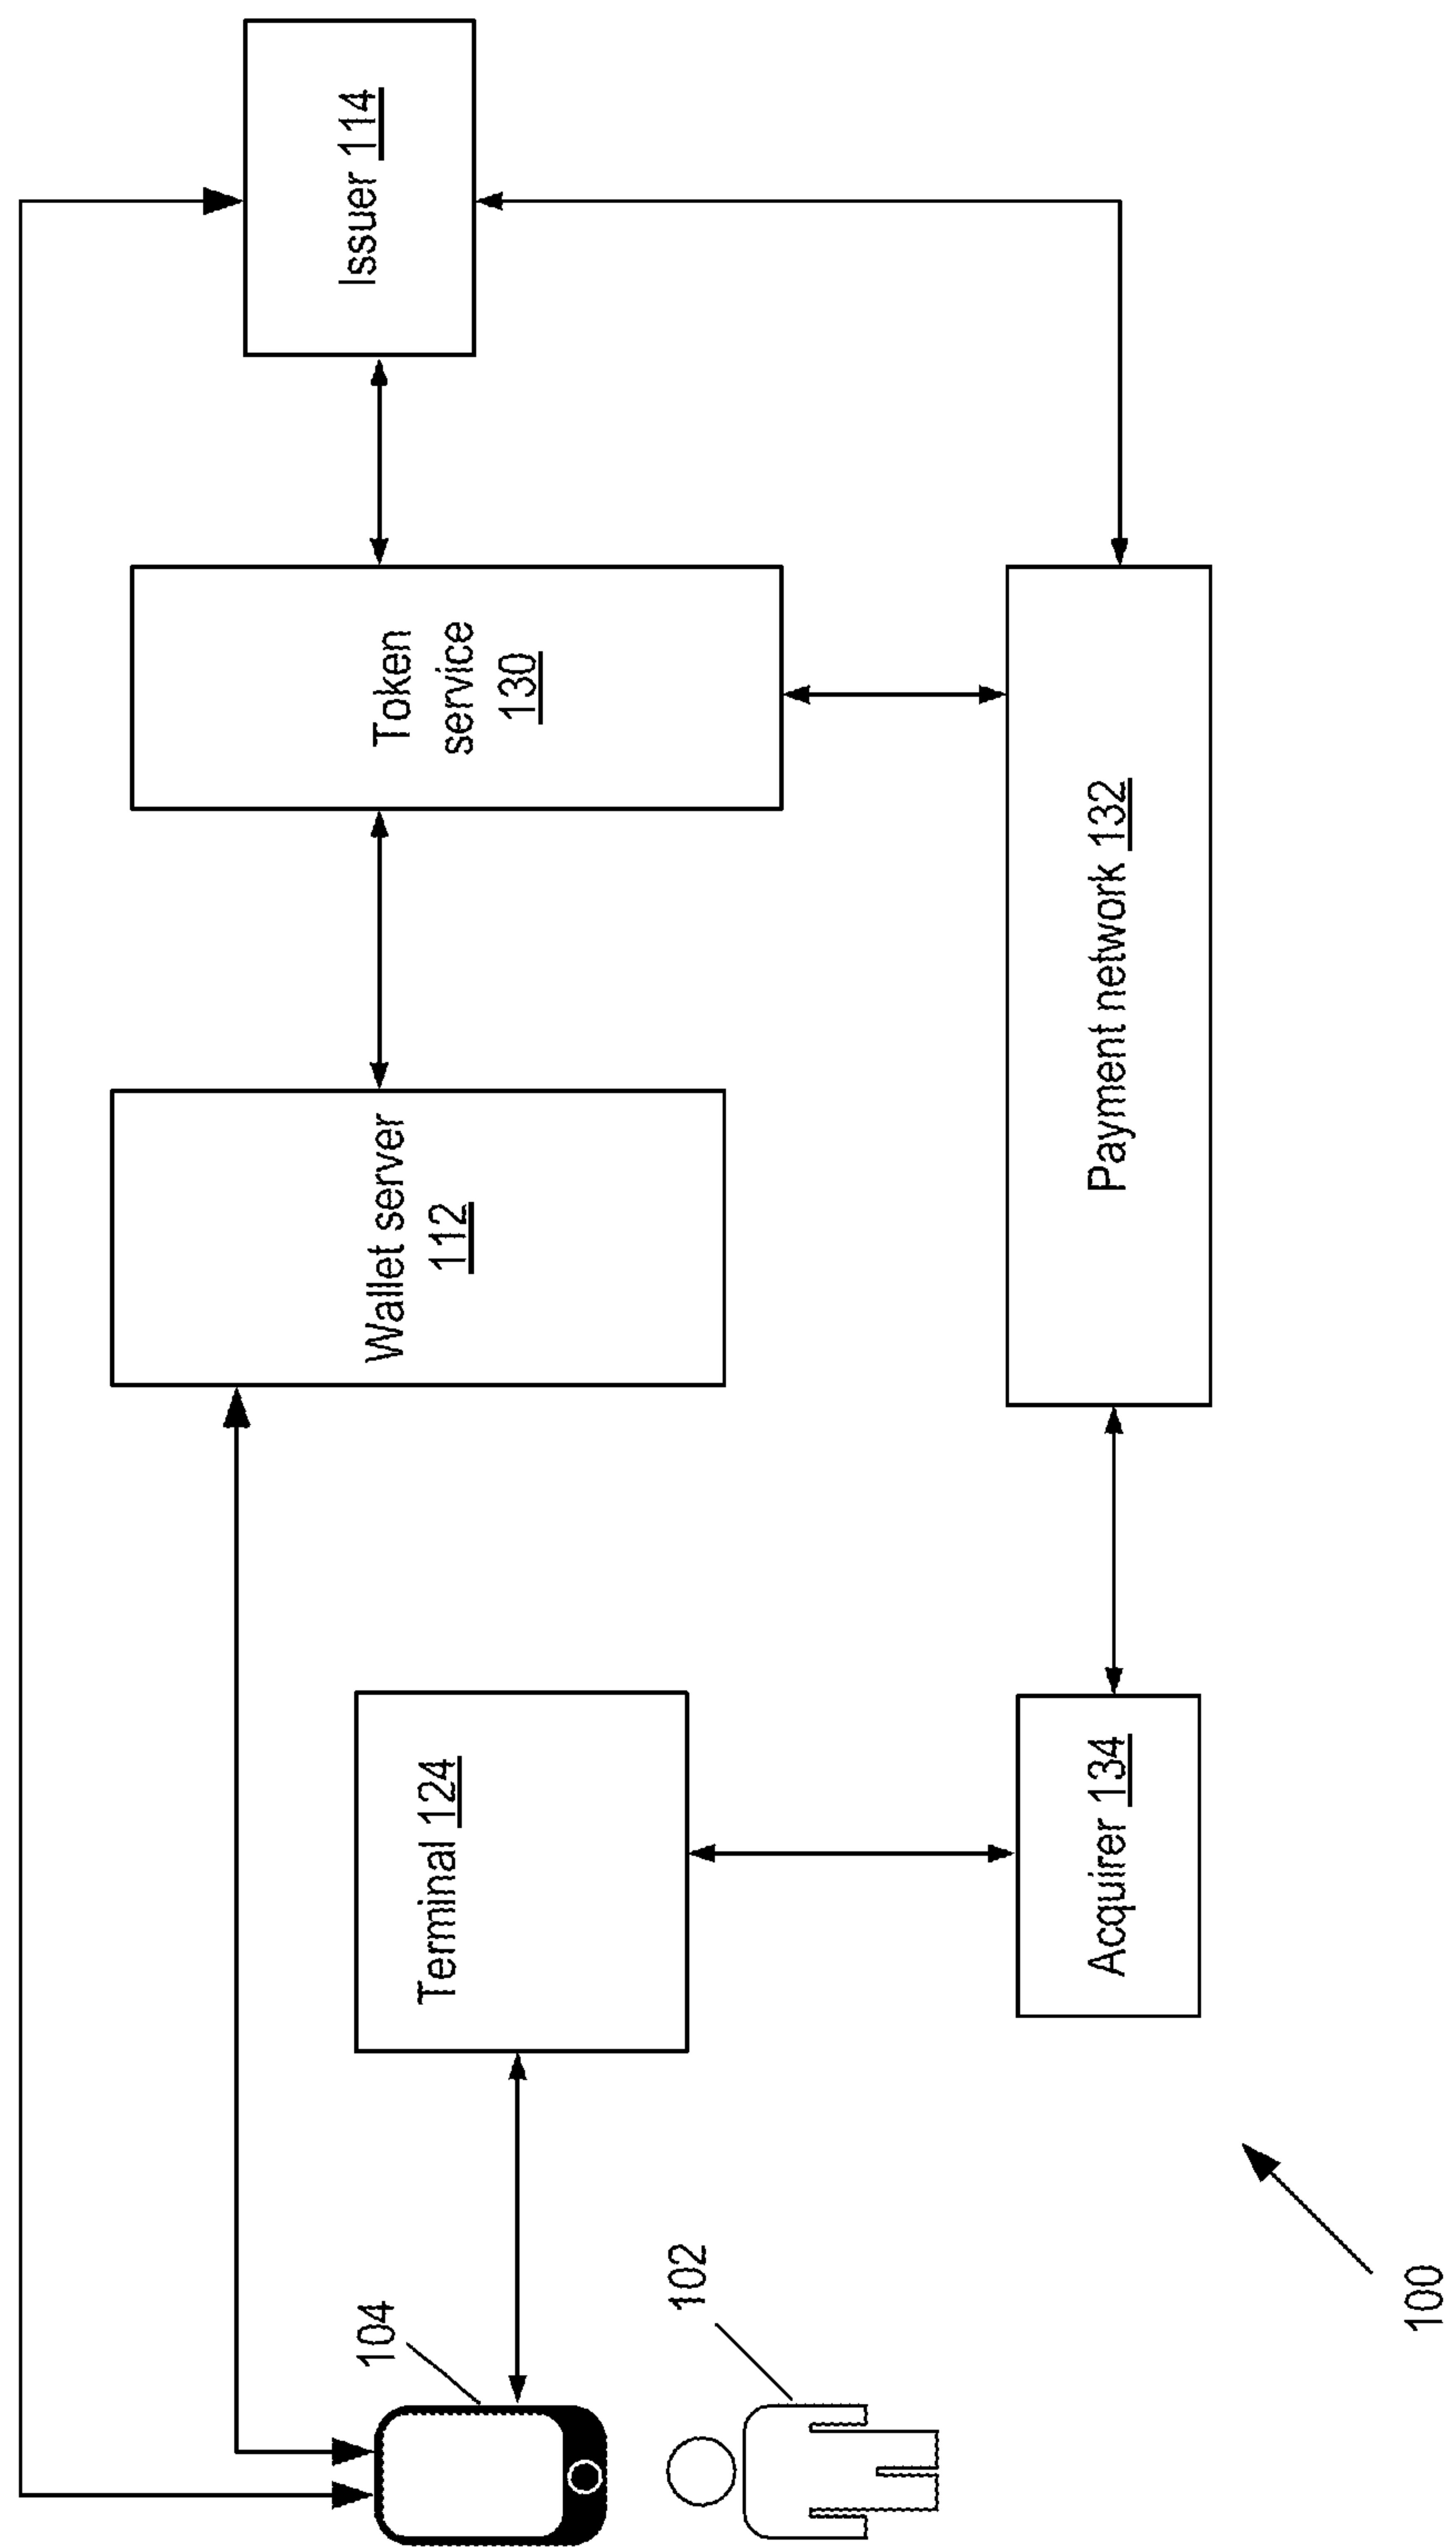 Issuer 114
Token
service
130
Wallet server
112
Payment network 132
Terminal 124
Acquirer 134
104
102
100